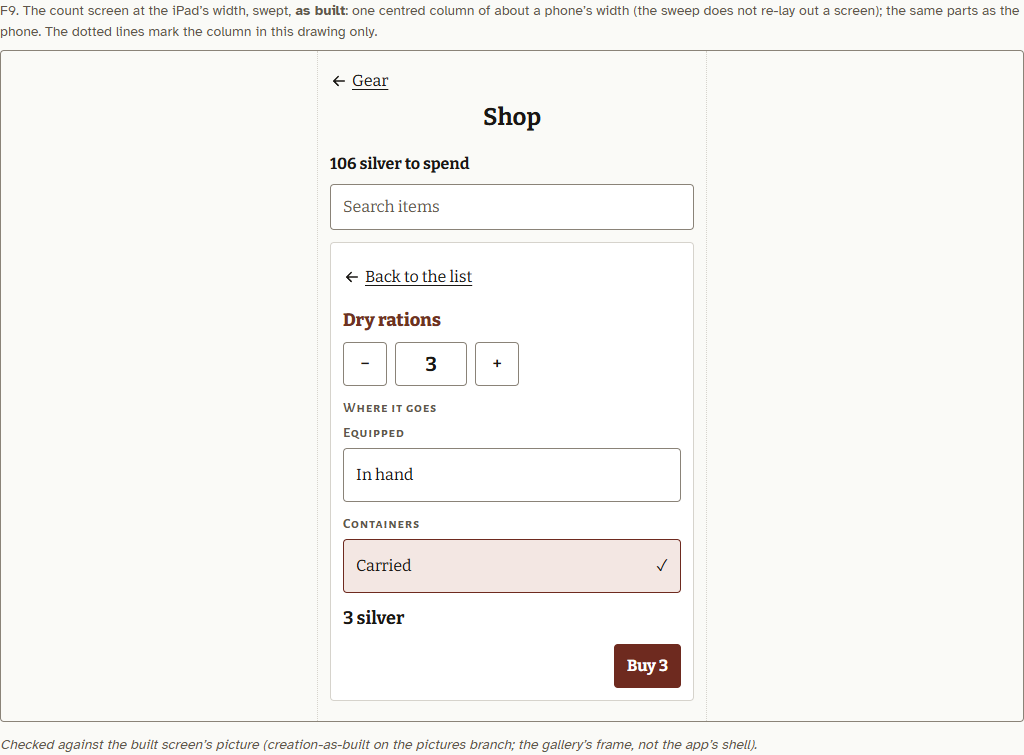 F9. The count screen at the iPad's width, swept, as built: one centred column of about a phone's width (the sweep does not re-lay out a screen); the same parts as the
phone. The dotted lines mark the column in this drawing only.
← Gear
Shop
106 silver to spend
Search items
← Back to the list
Dry rations
− 3 +
Where it goes
Equipped
In hand
Containers
Carried ✓
3 silver
Buy 3
Checked against the built screen's picture (creation-as-built on the pictures branch; the gallery's frame, not the app's shell).